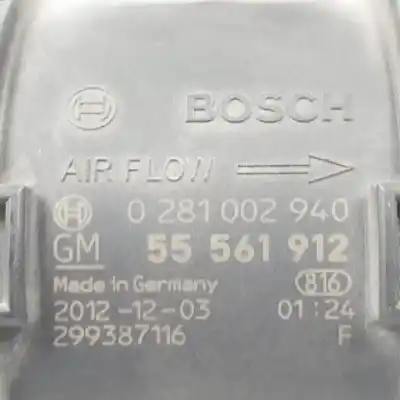 BOSCH
AIR FLOW
0 281 002 940
GM 55 561 912
Made in Germany 816
2012-12-03 01:24
299387116 F